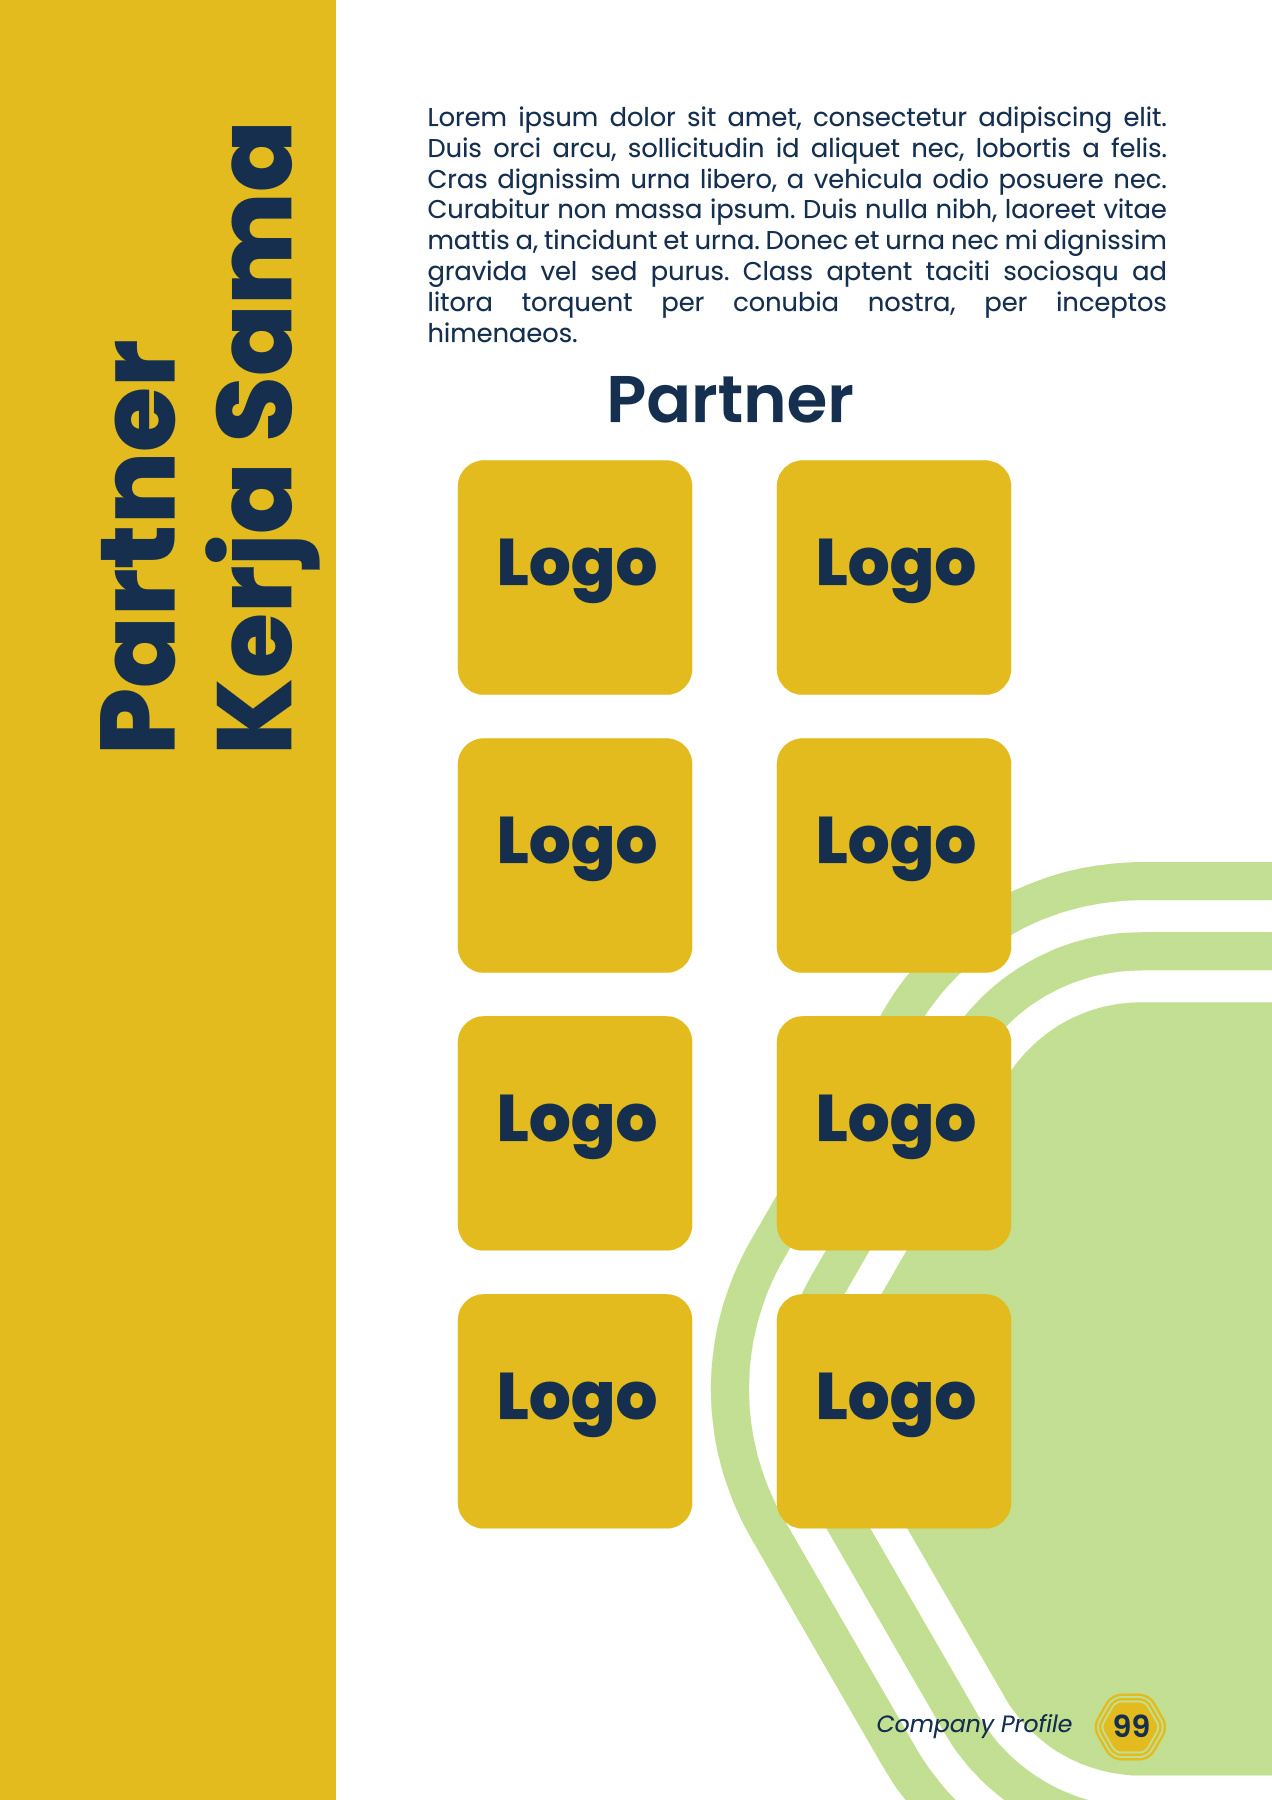 Partner
Kerja Sama
Lorem ipsum dolor sit amet, consectetur adipiscing elit.
Duis orci arcu, sollicitudin id aliquet nec, lobortis a felis.
Cras dignissim urna libero, a vehicula odio posuere nec.
Curabitur non massa ipsum. Duis nulla nibh, laoreet vitae
mattis a, tincidunt et urna. Donec et urna nec mi dignissim
gravida vel sed purus. Class aptent taciti sociosqu ad
litora torquent per conubia nostra, per inceptos
himenaeos.
Partner
Logo
Logo
Logo
Logo
Logo
Logo
Logo
Logo
Company Profile
99